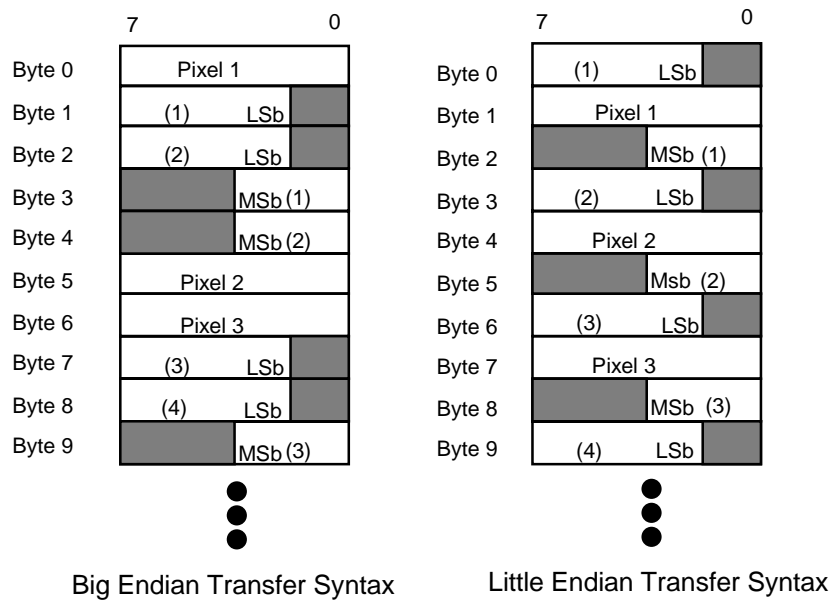 7 0
Byte 0 Pixel 1
Byte 1 (1) LSb
Byte 2 (2) LSb
Byte 3 MSb (1)
Byte 4 MSb (2)
Byte 5 Pixel 2
Byte 6 Pixel 3
Byte 7 (3) LSb
Byte 8 (4) LSb
Byte 9 MSb (3)
Big Endian Transfer Syntax
7 0
Byte 0 (1) LSb
Byte 1 Pixel 1
Byte 2 MSb (1)
Byte 3 (2) LSb
Byte 4 Pixel 2
Byte 5 Msb (2)
Byte 6 (3) LSb
Byte 7 Pixel 3
Byte 8 MSb (3)
Byte 9 (4) LSb
Little Endian Transfer Syntax